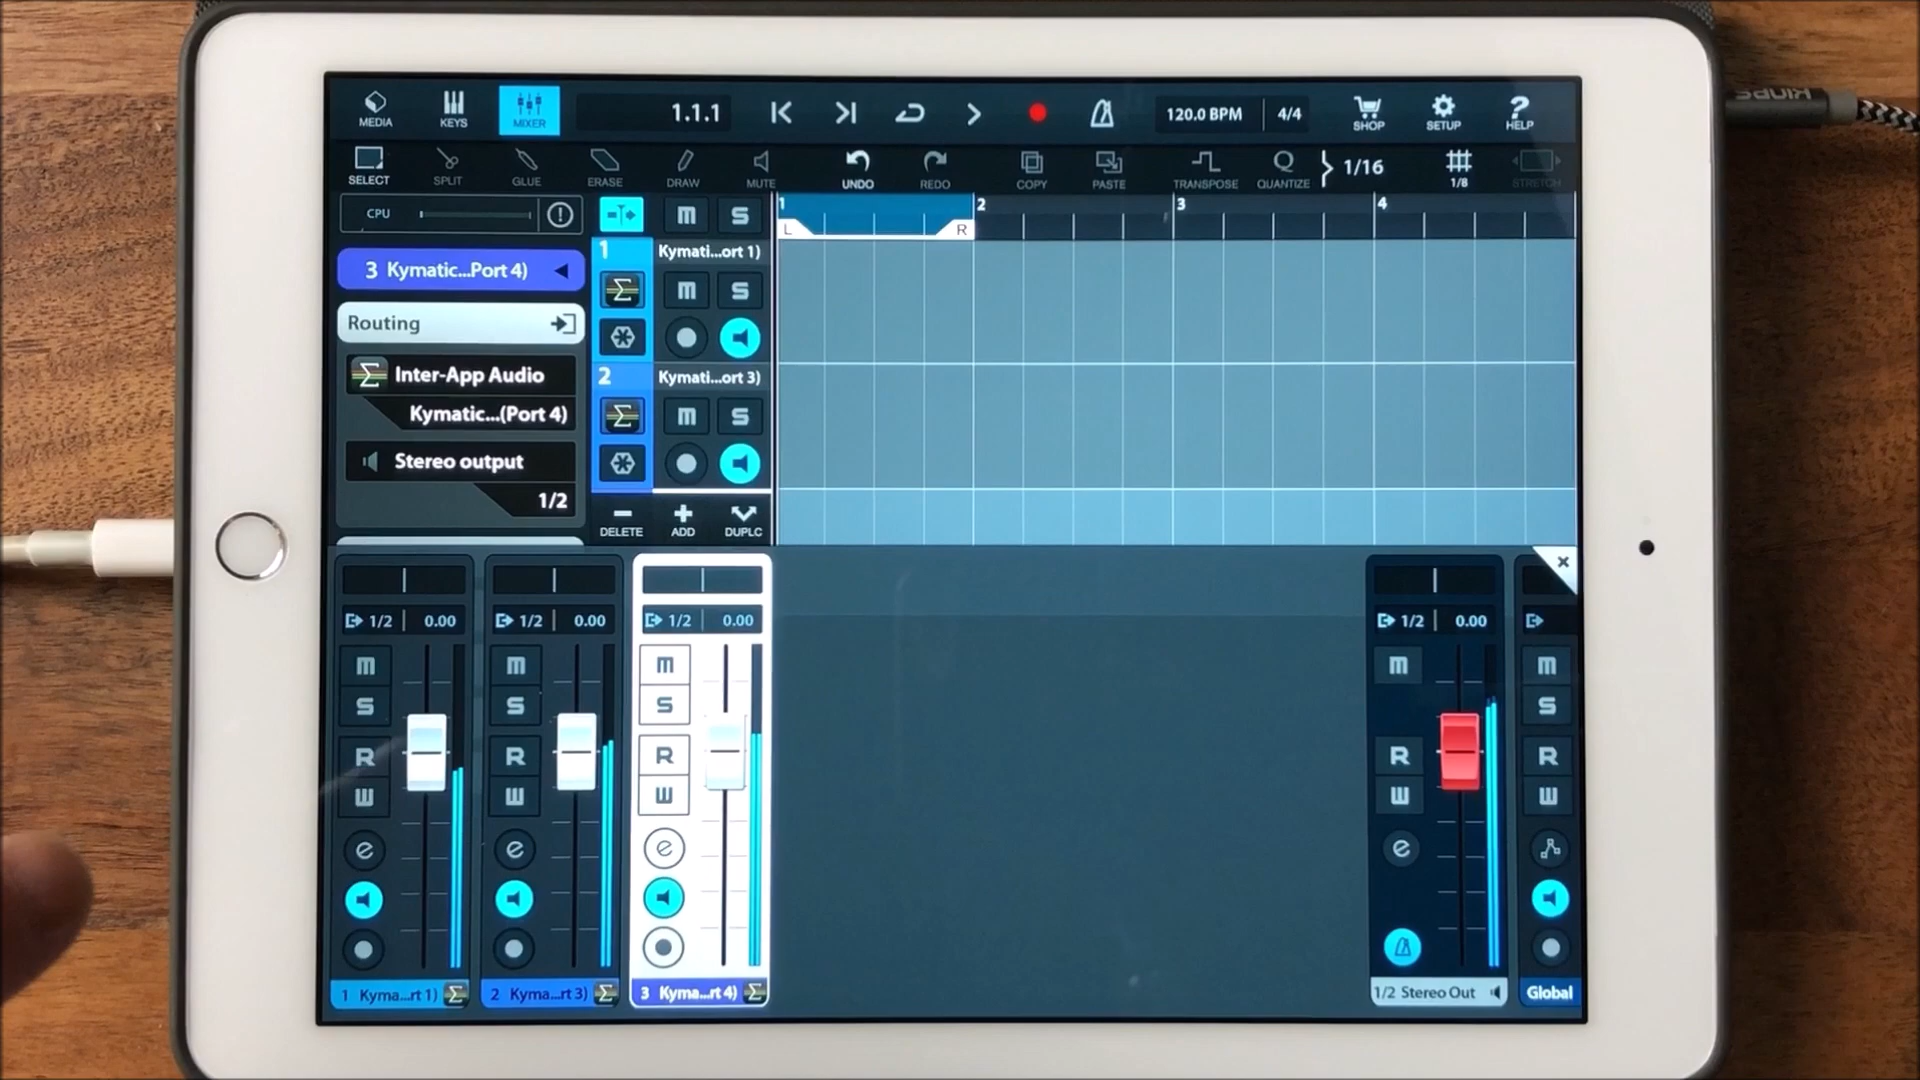 MEDIA KEYS MIXER 1.1.1 120.0 BPM 4/4 SHOP SETUP ? HELP
SELECT SPLIT GLUE ERASE DRAW MUTE UNDO REDO COPY PASTE TRANSPOSE Q QUANTIZE 1/16 1/8 STRETCH
CPU ! M S 1 2 3 4
L R
3 Kymatic...Port 4) 1 Kymati...ort 1)
Σ M S
Routing
Σ Inter-App Audio 2 Kymati...ort 3)
Kymatic...(Port 4) Σ M S
Stereo output
1/2
DELETE ADD DUPLC
1/2 0.00 1/2 0.00 1/2 0.00 1/2 0.00
M M M M M
S S S S
R R R R R
W W W W W
e e e e
1 Kyma...rt 1) Σ 2 Kyma...rt 3) Σ 3 Kyma...rt 4) Σ 1/2 Stereo Out Global